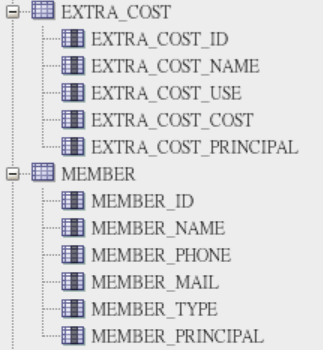 EXTRA_COST
EXTRA_COST_ID
EXTRA_COST_NAME
EXTRA_COST_USE
EXTRA_COST_COST
EXTRA_COST_PRINCIPAL
MEMBER
MEMBER_ID
MEMBER_NAME
MEMBER_PHONE
MEMBER_MAIL
MEMBER_TYPE
MEMBER_PRINCIPAL